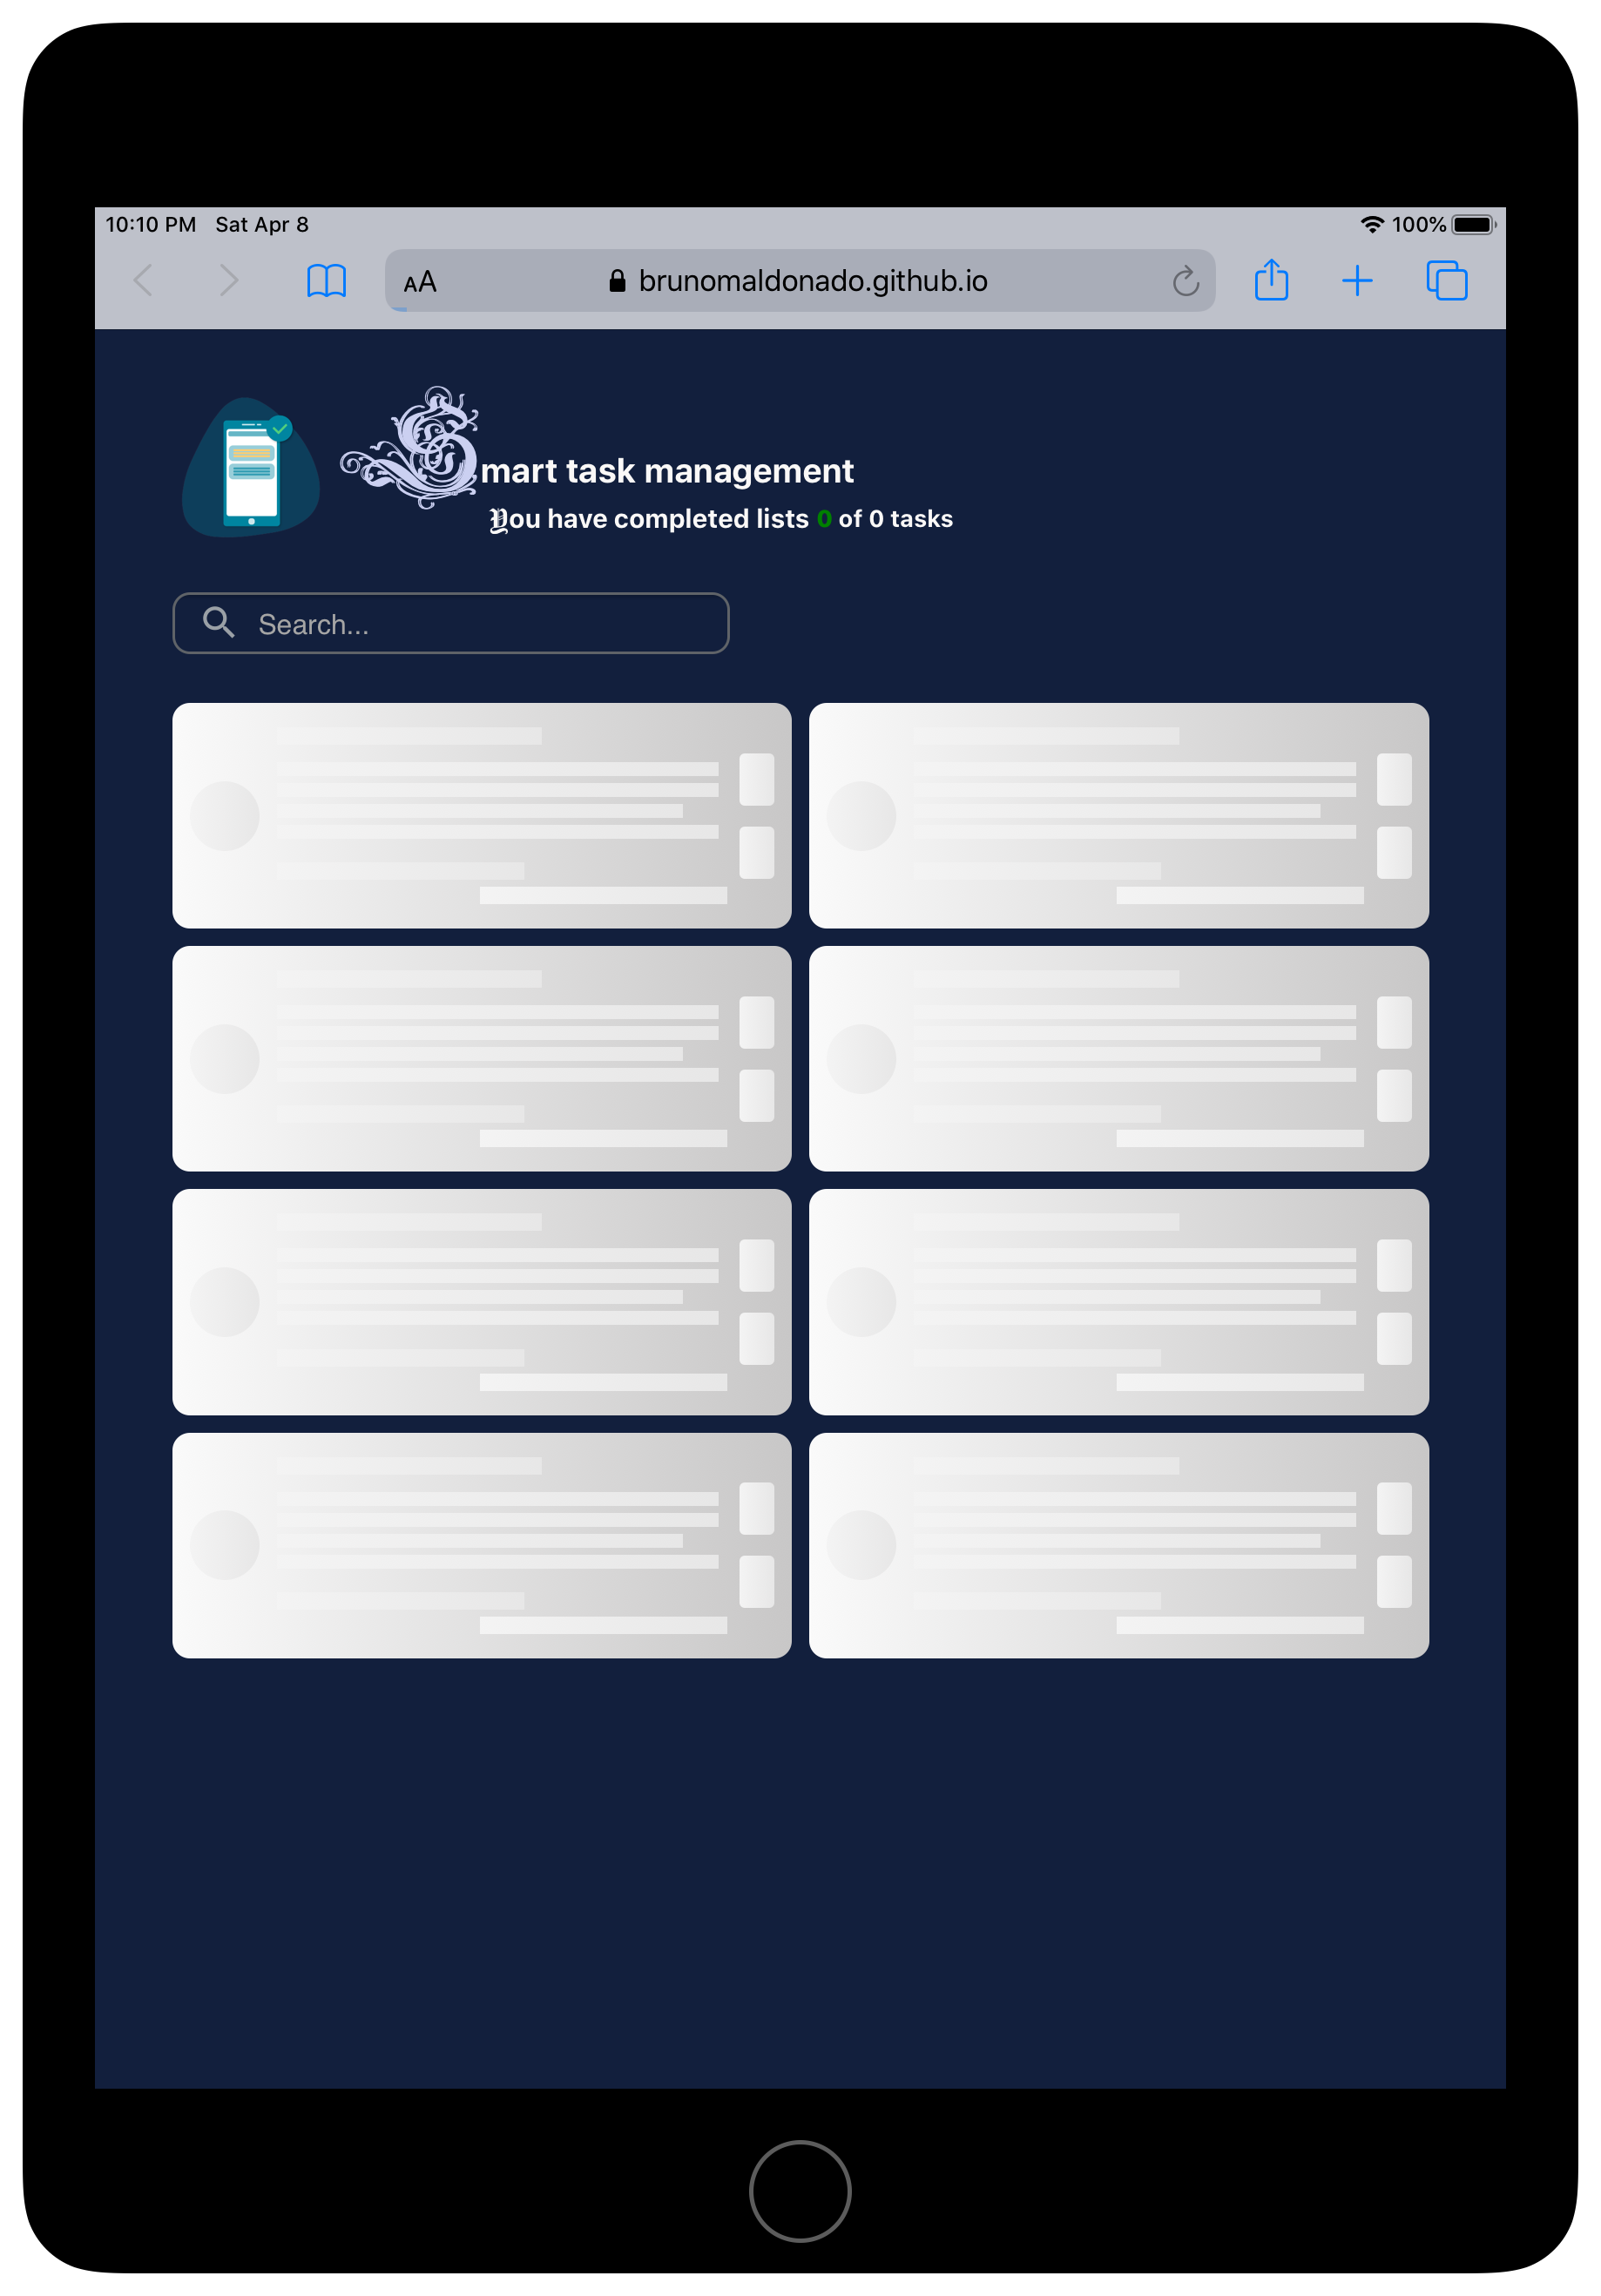 10:10 PM Sat Apr 8 100%
AA brunomaldonado.github.io
Smart task management
You have completed lists 0 of 0 tasks
Search...